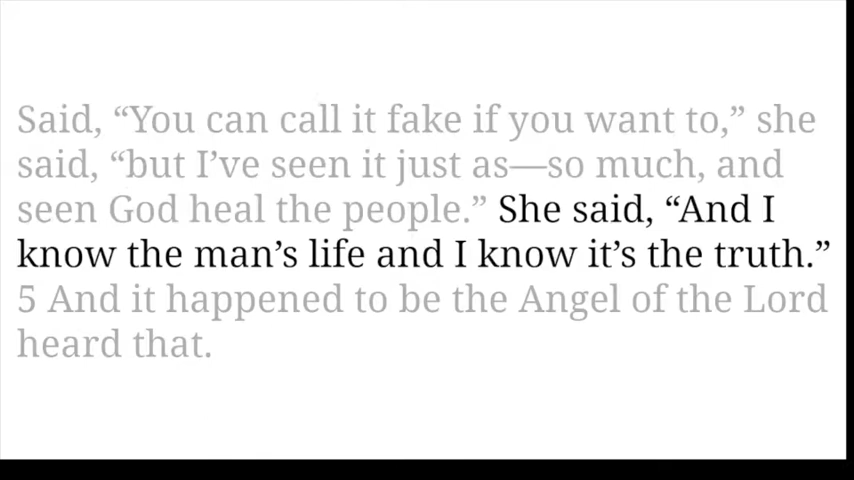 Said, “You can call it fake if you want to,” she
said, “but I’ve seen it just as—so much, and
seen God heal the people.” She said, “And I
know the man’s life and I know it’s the truth.”
5 And it happened to be the Angel of the Lord
heard that.